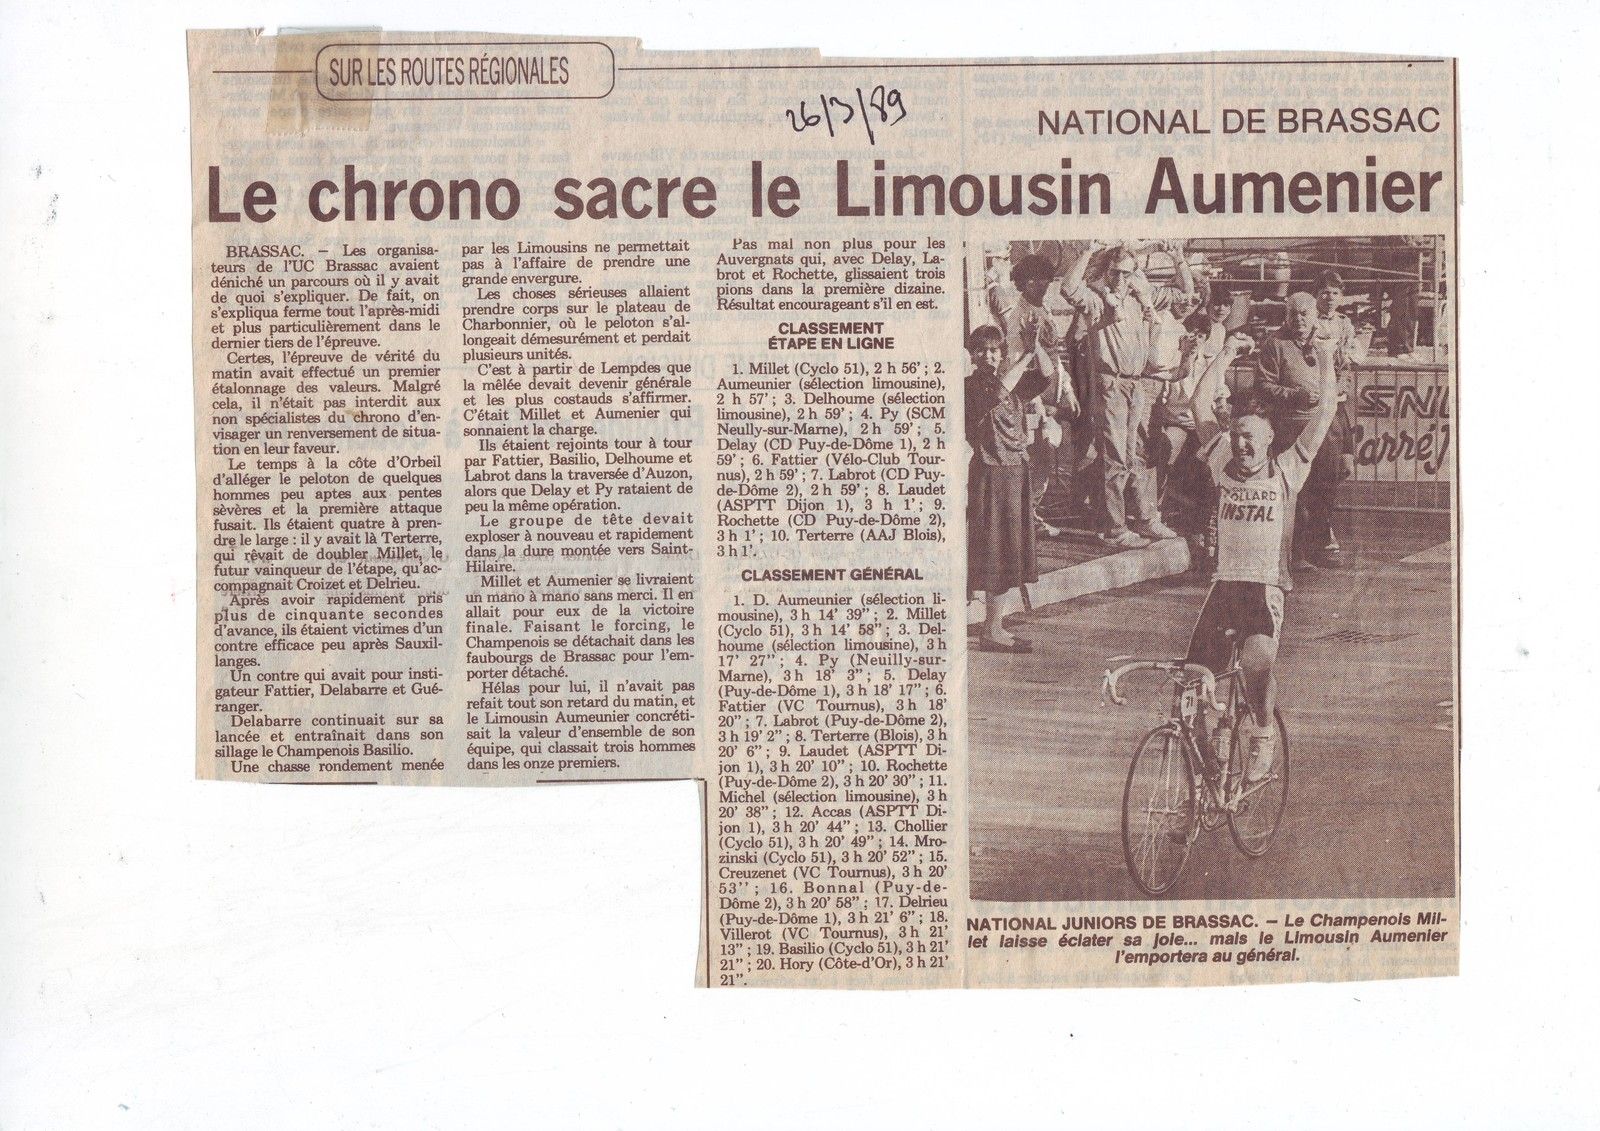 SUR LES ROUTES RÉGIONALES
26/3/89
NATIONAL DE BRASSAC
Le chrono sacre le Limousin Aumenier
BRASSAC. – Les organisa-
teurs de l'UC Brassac avaient
déniché un parcours où il y avait
de quoi s'expliquer. De fait, on
s'expliqua ferme tout l'après-midi
et plus particulièrement dans le
dernier tiers de l'épreuve.
Certes, l'épreuve de vérité du
matin avait effectué un premier
étalonnage des valeurs. Malgré
cela, il n'était pas interdit aux
non spécialistes du chrono d'en-
visager un renversement de situa-
tion en leur faveur.
Le temps à la côte d'Orbeil
d'alléger le peloton de quelques
hommes peu aptes aux pentes
sèvères et la première attaque
fusait. Ils étaient quatre à pren-
dre le large : il y avait là Terterre,
qui rêvait de doubler Millet, le
futur vainqueur de l'étape, qu'ac-
compagnait Croizet et Delrieu.
Après avoir rapidement pris
plus de cinquante secondes
d'avance, ils étaient victimes d'un
contre efficace peu après Sauxil-
langes.
Un contre qui avait pour insti-
gateur Fattier, Delabarre et Gué-
ranger.
Delabarre continuait sur sa
lancée et entraînait dans son
sillage le Champenois Basilio.
Une chasse rondement menée
par les Limousins ne permettait
pas à l'affaire de prendre une
grande envergure.
Les choses sérieuses allaient
prendre corps sur le plateau de
Charbonnier, où le peloton s'al-
longeait démesurément et perdait
plusieurs unités.
C'est à partir de Lempdes que
la mêlée devait devenir générale
et les plus costauds s'affirmer.
C'était Millet et Aumenier qui
sonnaient la charge.
Ils étaient rejoints tour à tour
par Fattier, Basilio, Delhoume et
Labrot dans la traversée d'Auzon,
alors que Delay et Py rataient de
peu la même opération.
Le groupe de tête devait
exploser à nouveau et rapidement
dans la dure montée vers Saint-
Hilaire.
Millet et Aumenier se livraient
un mano à mano sans merci. Il en
allait pour eux de la victoire
finale. Faisant le forcing, le
Champenois se détachait dans les
faubourgs de Brassac pour l'em-
porter détaché.
Hélas pour lui, il n'avait pas
refait tout son retard du matin, et
le Limousin Aumeunier concréti-
sait la valeur d'ensemble de son
équipe, qui classait trois hommes
dans les onze premiers.
Pas mal non plus pour les
Auvergnats qui, avec Delay, La-
brot et Rochette, glissaient trois
pions dans la première dizaine.
Résultat encourageant s'il en est.
CLASSEMENT
ÉTAPE EN LIGNE
1. Millet (Cyclo 51), 2 h 56' ; 2.
Aumeunier (sélection limousine),
2 h 57' ; 3. Delhoume (sélection
limousine), 2 h 59' ; 4. Py (SCM
Neuilly-sur-Marne), 2 h 59' ; 5.
Delay (CD Puy-de-Dôme 1), 2 h
59' ; 6. Fattier (Vélo-Club Tour-
nus), 2 h 59' ; 7. Labrot (CD Puy-
de-Dôme 2), 2 h 59' ; 8. Laudet
(ASPTT Dijon 1), 3 h 1' ; 9.
Rochette (CD Puy-de-Dôme 2),
3 h 1' ; 10. Terterre (AAJ Blois),
3 h 1'.
CLASSEMENT GÉNÉRAL
1. D. Aumeunier (sélection li-
mousine), 3 h 14' 39" ; 2. Millet
(Cyclo 51), 3 h 14' 58" ; 3. Del-
houme (sélection limousine), 3 h
17' 27" ; 4. Py (Neuilly-sur-
Marne), 3 h 18' 3" ; 5. Delay
(Puy-de-Dôme 1), 3 h 18' 17" ; 6.
Fattier (VC Tournus), 3 h 18'
20" ; 7. Labrot (Puy-de-Dôme 2),
3 h 19' 2" ; 8. Terterre (Blois), 3 h
20' 6" ; 9. Laudet (ASPTT Di-
jon 1), 3 h 20' 10" ; 10. Rochette
(Puy-de-Dôme 2), 3 h 20' 30" ; 11.
Michel (sélection limousine), 3 h
20' 38" ; 12. Accas (ASPTT Di-
jon 1), 3 h 20' 44" ; 13. Chollier
(Cyclo 51), 3 h 20' 49" ; 14. Mro-
zinski (Cyclo 51), 3 h 20' 52" ; 15.
Creuzenet (VC Tournus), 3 h 20'
53" ; 16. Bonnal (Puy-de-
Dôme 2), 3 h 20' 58" ; 17. Delrieu
(Puy-de-Dôme 1), 3 h 21' 6" ; 18.
Villerot (VC Tournus), 3 h 21'
13" ; 19. Basilio (Cyclo 51), 3 h 21'
21" ; 20. Hory (Côte-d'Or), 3 h 21'
21".
OLLARD
INSTAL
71
Carré J
NATIONAL JUNIORS DE BRASSAC. – Le Champenois Mil-
let laisse éclater sa joie... mais le Limousin Aumenier
l'emportera au général.